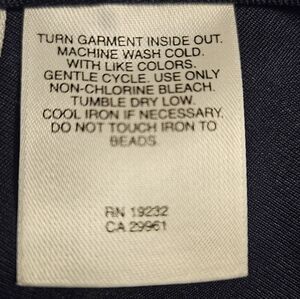 TURN GARMENT INSIDE OUT.
MACHINE WASH COLD.
WITH LIKE COLORS.
GENTLE CYCLE. USE ONLY
NON-CHLORINE BLEACH.
TUMBLE DRY LOW.
COOL IRON IF NECESSARY.
DO NOT TOUCH IRON TO
BEADS.
RN 19232
CA 29961